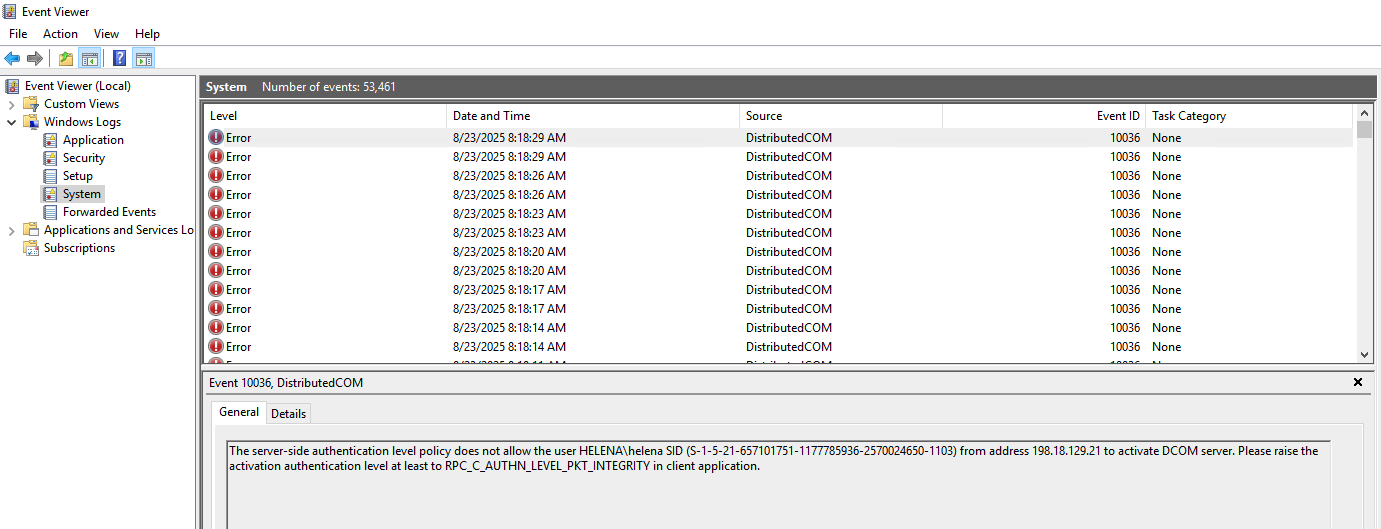 Event Viewer
File Action View Help
Event Viewer (Local)
Custom Views
Windows Logs
Application
Security
Setup
System
Forwarded Events
Applications and Services Lo
Subscriptions
System Number of events: 53,461
Level Date and Time Source Event ID Task Category
Error 8/23/2025 8:18:29 AM DistributedCOM 10036 None
Error 8/23/2025 8:18:29 AM DistributedCOM 10036 None
Error 8/23/2025 8:18:26 AM DistributedCOM 10036 None
Error 8/23/2025 8:18:26 AM DistributedCOM 10036 None
Error 8/23/2025 8:18:23 AM DistributedCOM 10036 None
Error 8/23/2025 8:18:23 AM DistributedCOM 10036 None
Error 8/23/2025 8:18:20 AM DistributedCOM 10036 None
Error 8/23/2025 8:18:20 AM DistributedCOM 10036 None
Error 8/23/2025 8:18:17 AM DistributedCOM 10036 None
Error 8/23/2025 8:18:17 AM DistributedCOM 10036 None
Error 8/23/2025 8:18:14 AM DistributedCOM 10036 None
Error 8/23/2025 8:18:14 AM DistributedCOM 10036 None
Event 10036, DistributedCOM
General Details
The server-side authentication level policy does not allow the user HELENA\helena SID (S-1-5-21-657101751-1177785936-2570024650-1103) from address 198.18.129.21 to activate DCOM server. Please raise the
activation authentication level at least to RPC_C_AUTHN_LEVEL_PKT_INTEGRITY in client application.